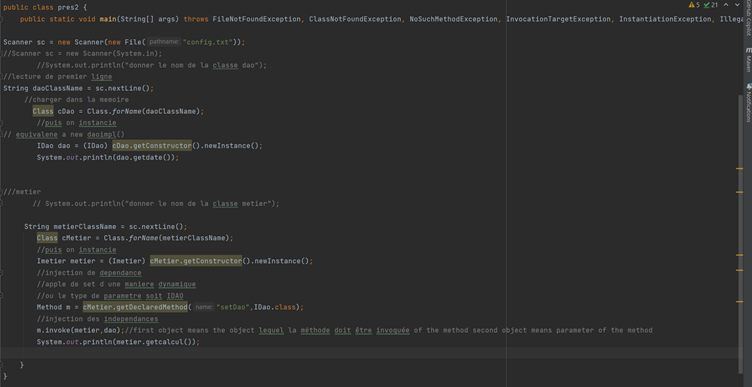 public class pres2 {
public static void main(String[] args) throws FileNotFoundException, ClassNotFoundException, NoSuchMethodException, InvocationTargetException, InstantiationException, Illega
5 21
Scanner sc = new Scanner(new File( pathname: "config.txt"));
//Scanner sc = new Scanner(System.in);
//System.out.println("donner le nom de la classe dao");
//lecture de premier ligne
String daoClassName = sc.nextLine();
//charger dans la memoire
Class cDao = Class.forName(daoClassName);
//puis on instancie
// equivalene a new daoimpl()
IDao dao = (IDao) cDao.getConstructor().newInstance();
System.out.println(dao.getdate());
///metier
// System.out.println("donner le nom de la classe metier");
String metierClassName = sc.nextLine();
Class cMetier = Class.forName(metierClassName);
//puis on instancie
Imetier metier = (Imetier) cMetier.getConstructor().newInstance();
//injection de dependance
//apple de set d une maniere dynamique
//ou le type de parametre soit IDAO
Method m = cMetier.getDeclaredMethod( name: "setDao",IDao.class);
//injection des independances
m.invoke(metier,dao);//first object means the object lequel la méthode doit être invoquée of the method second object means parameter of the method
System.out.println(metier.getcalcul());
}
}
GitHub Copilot
m
Maven
Notifications